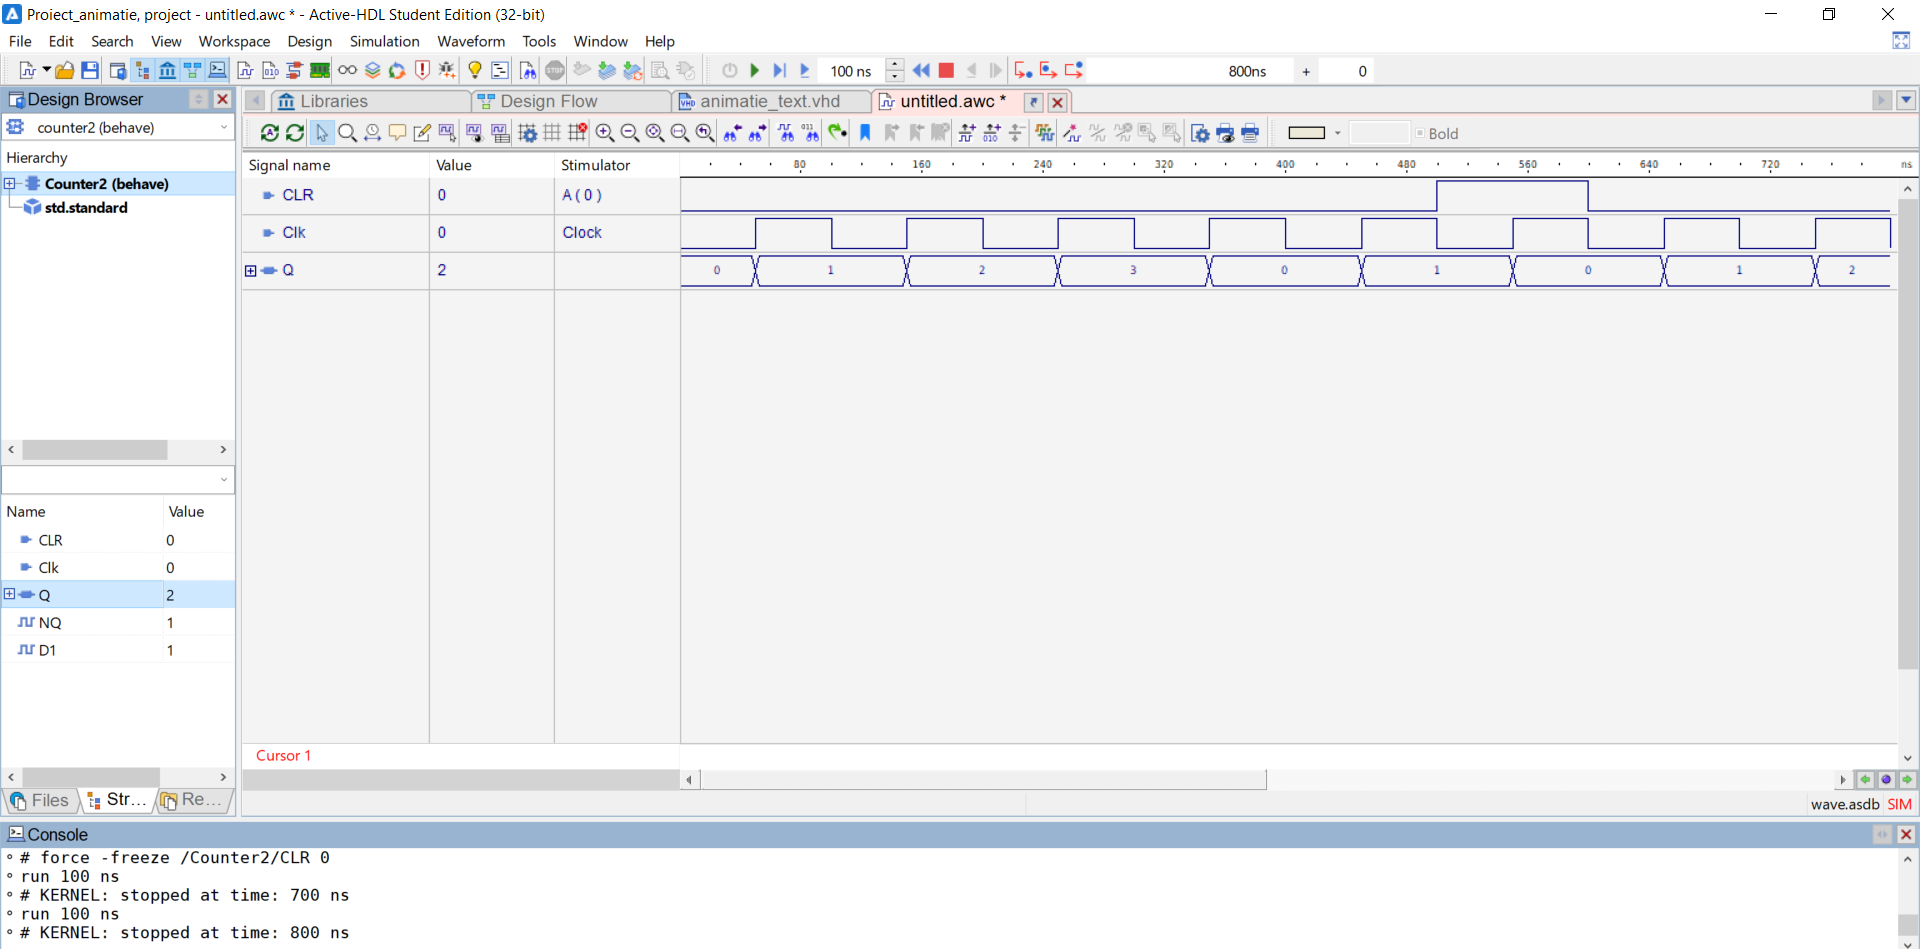 Proiect_animatie, project - untitled.awc * - Active-HDL Student Edition (32-bit)
File Edit Search View Workspace Design Simulation Waveform Tools Window Help
100 ns 800ns + 0
Design Browser
Libraries Design Flow animatie_text.vhd untitled.awc *
counter2 (behave)
Bold
Hierarchy
Counter2 (behave)
std.standard
Signal name Value Stimulator 80 160 240 320 400 480 560 640 720 ns
CLR 0 A ( 0 )
Clk 0 Clock
Q 2 0 1 2 3 0 1 0 1 2
Name Value
CLR 0
Clk 0
Q 2
NQ 1
D1 1
Cursor 1
Files Str... Re...
wave.asdb SIM
Console
# force -freeze /Counter2/CLR 0
run 100 ns
# KERNEL: stopped at time: 700 ns
run 100 ns
# KERNEL: stopped at time: 800 ns